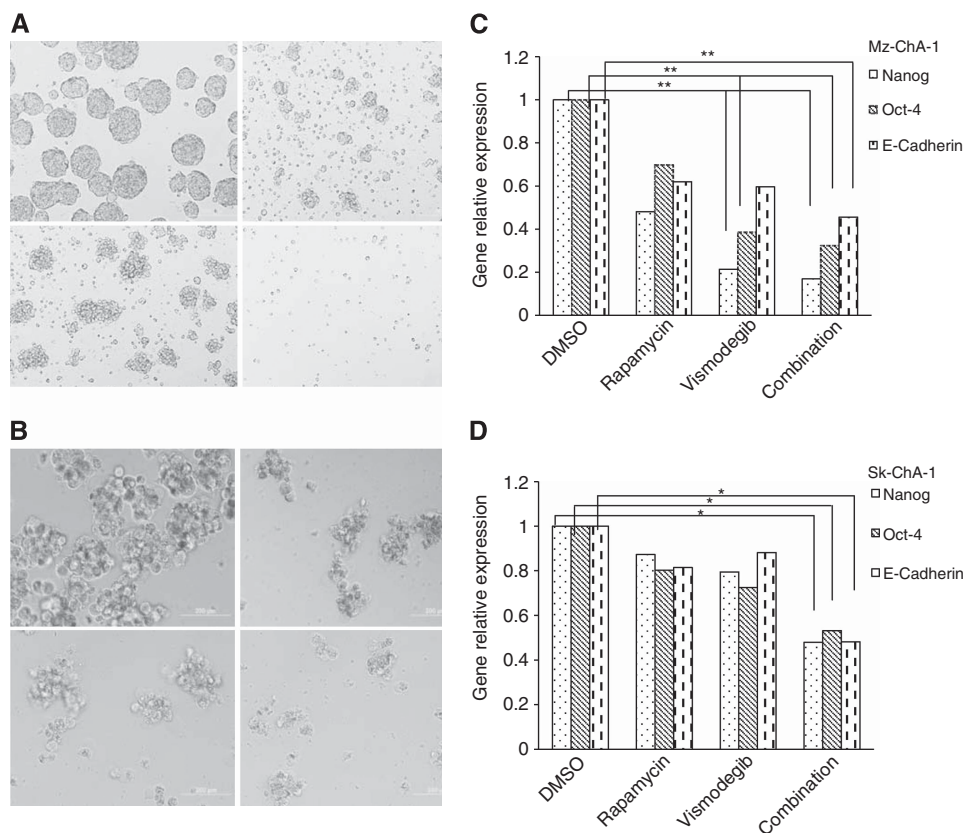 A
B
C
Mz-ChA-1
Nanog
Oct-4
E-Cadherin
Gene relative expression
1.2
1
0.8
0.6
0.4
0.2
0
**
**
**
DMSO
Rapamycin
Vismodegib
Combination
D
Sk-ChA-1
Nanog
Oct-4
E-Cadherin
Gene relative expression
1.2
1
0.8
0.6
0.4
0.2
0
*
*
*
DMSO
Rapamycin
Vismodegib
Combination